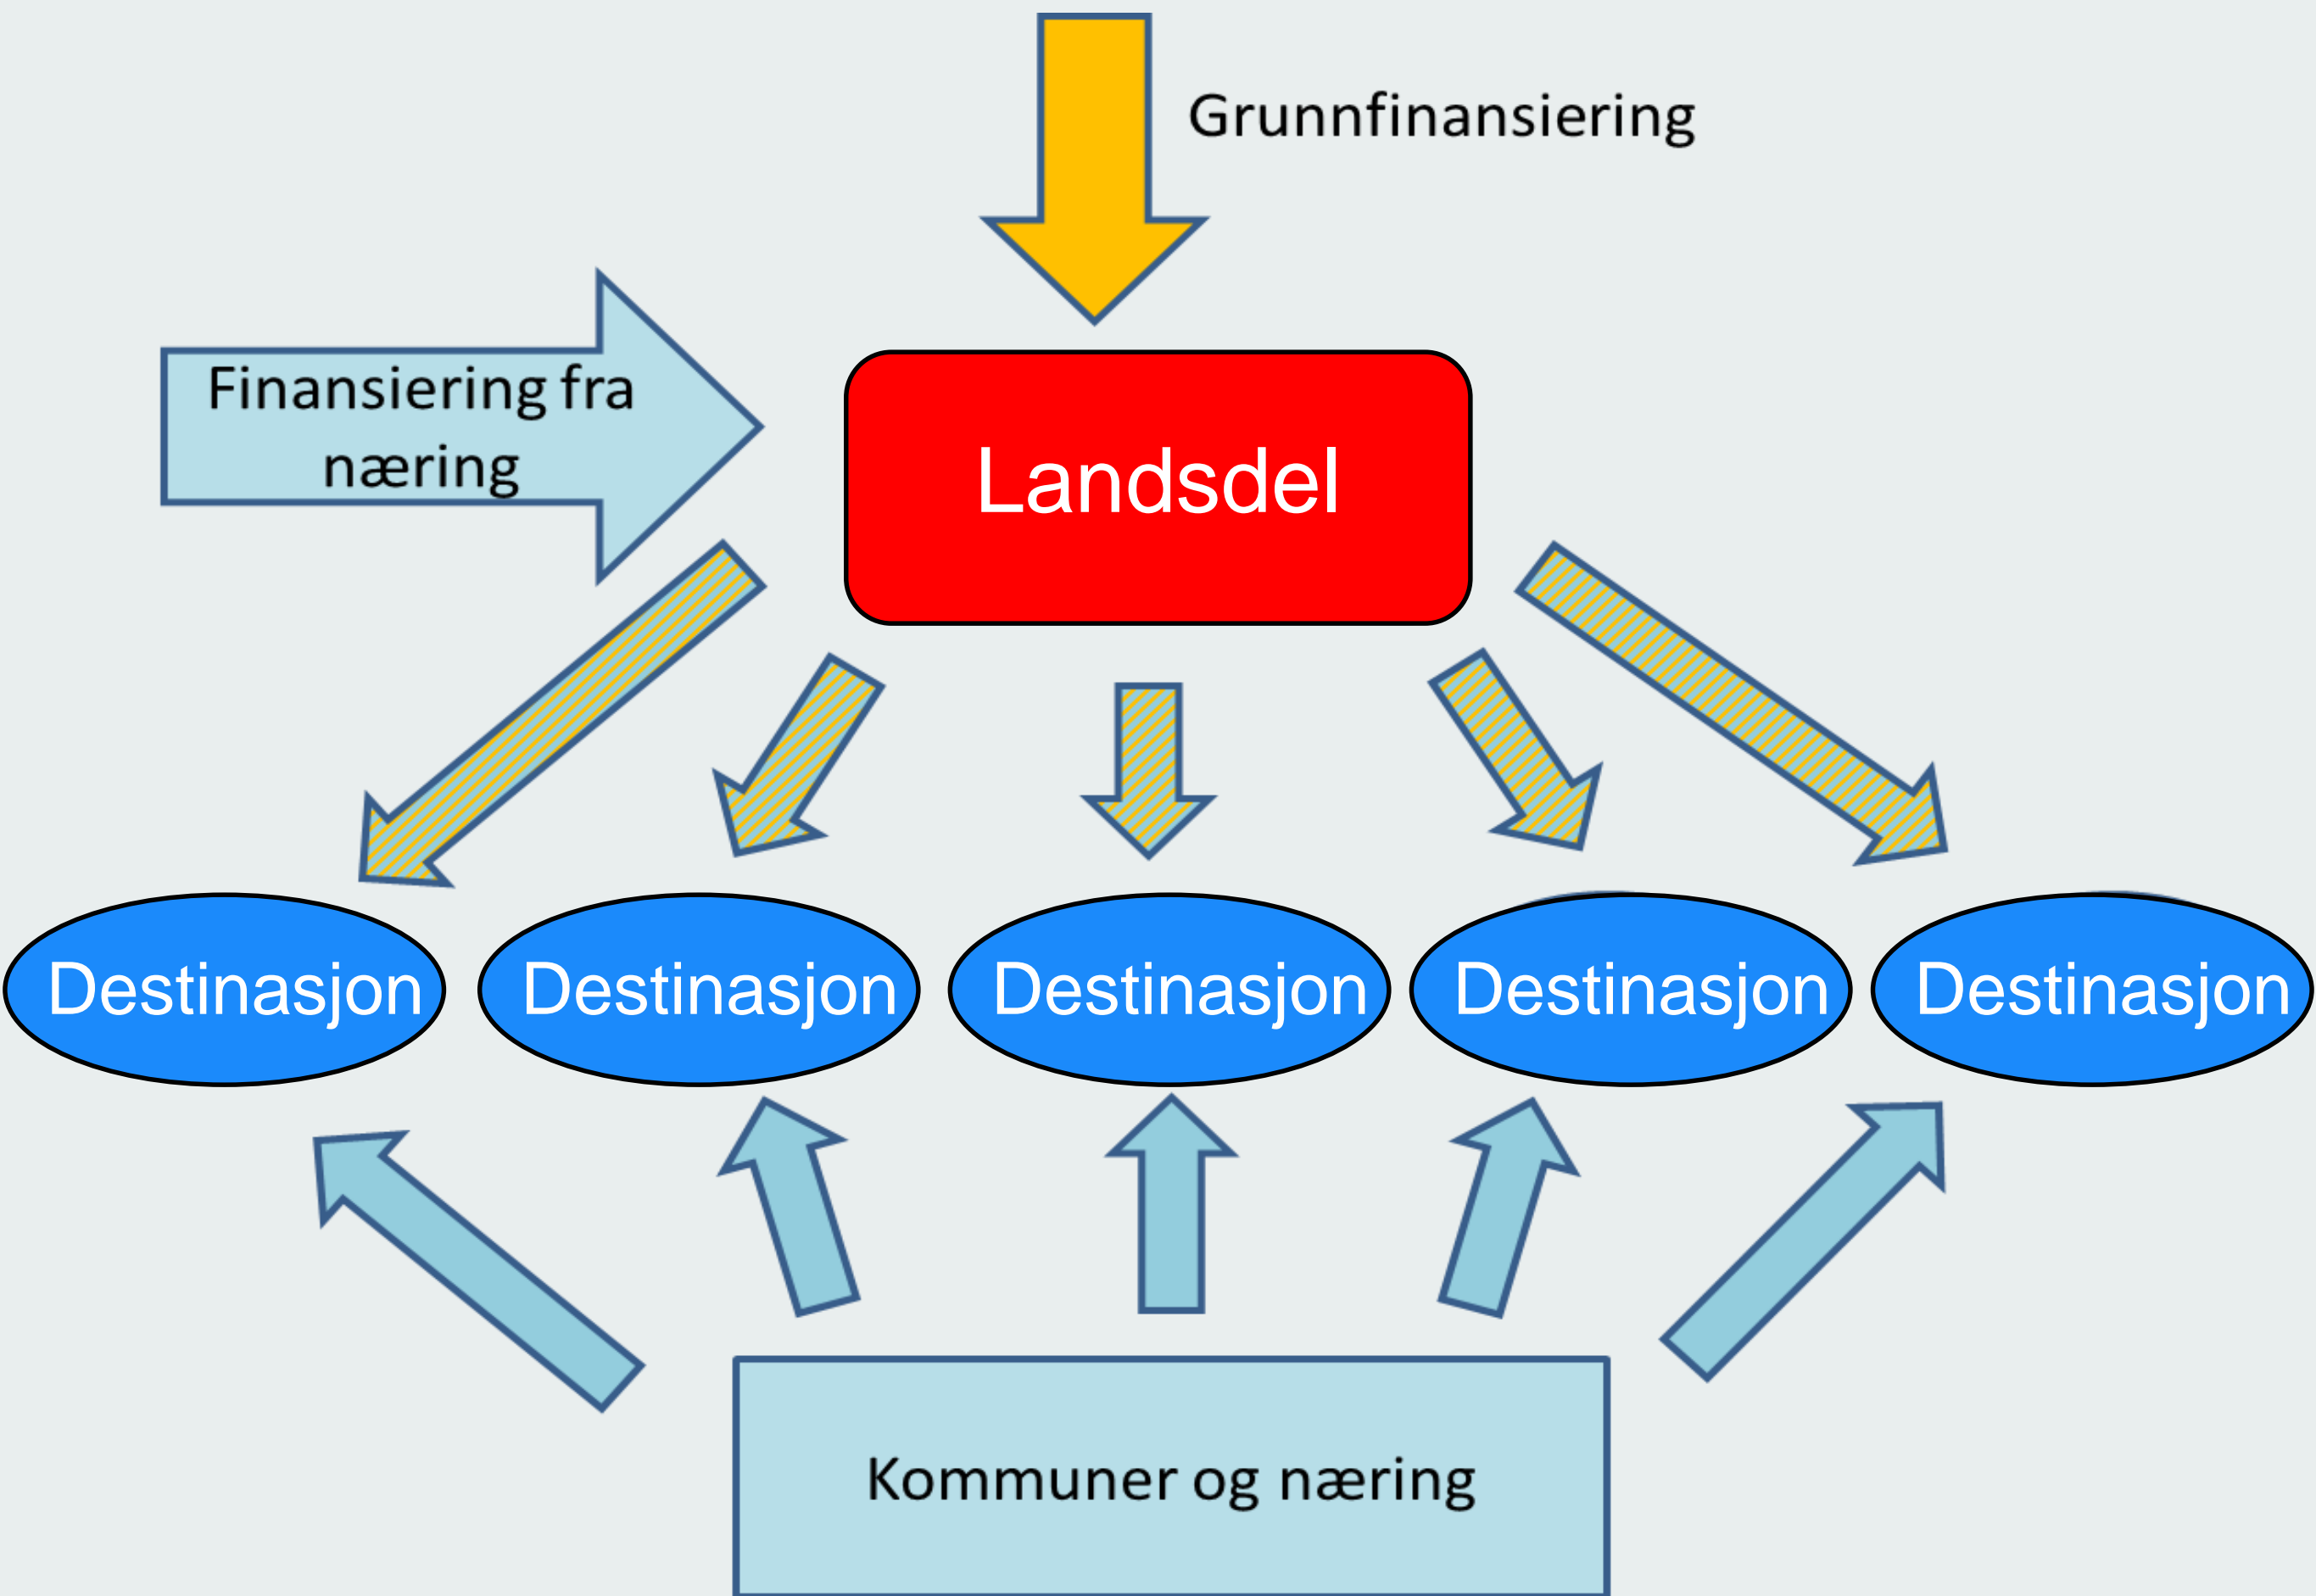 Grunnfinansiering
Finansiering fra
næring
Landsdel
Destinasjon
Destinasjon
Destinasjon
Destinasjon
Destinasjon
Kommuner og næring